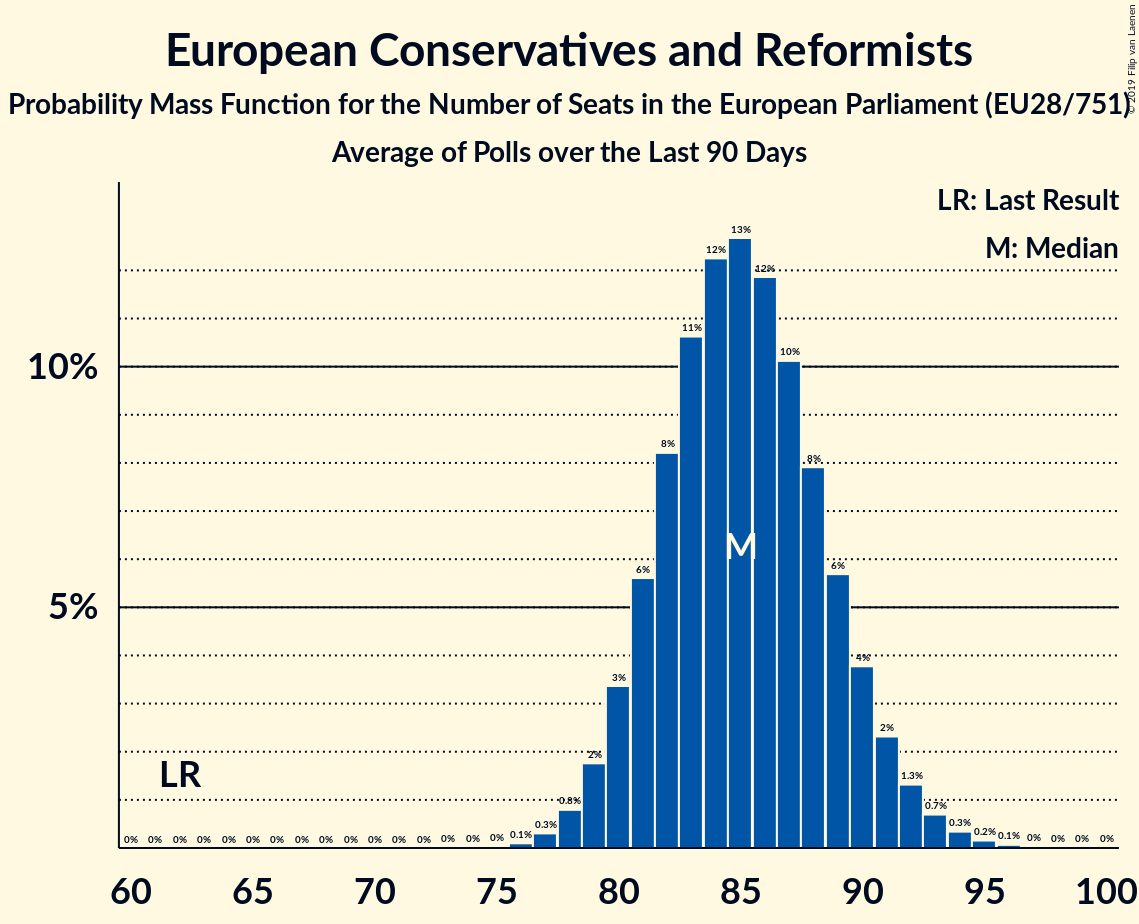 European Conservatives and Reformists
Probability Mass Function for the Number of Seats in the European Parliament (EU28/751)
Average of Polls over the Last 90 Days
© 2019 Filip van Laenen
LR: Last Result
M: Median
10%
5%
LR
M
0% 0% 0% 0% 0% 0% 0% 0% 0% 0% 0% 0% 0% 0% 0% 0% 0.1% 0.3% 0.8% 2% 3% 6% 8% 11% 12% 13% 12% 10% 8% 6% 4% 2% 1.3% 0.7% 0.3% 0.2% 0.1% 0% 0% 0% 0%
60 65 70 75 80 85 90 95 100